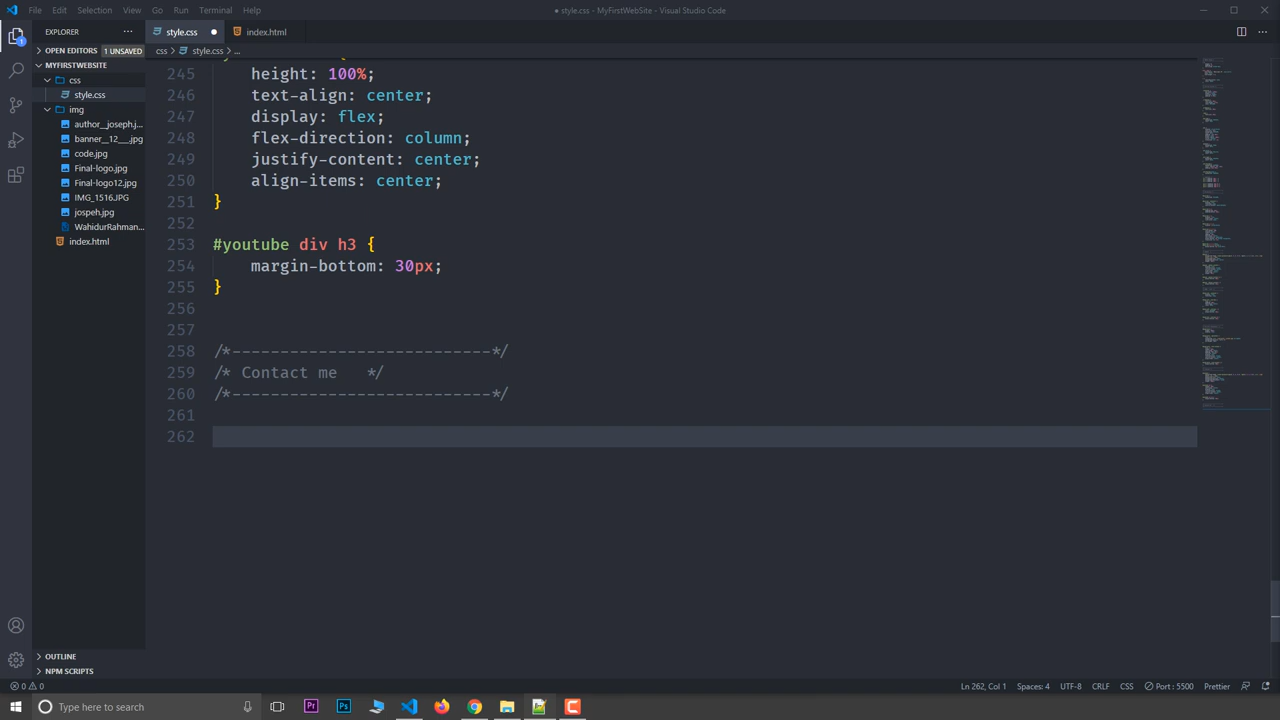 File Edit Selection View Go Run Terminal Help
● style.css - MyFirstWebSite - Visual Studio Code
EXPLORER
style.css
index.html
OPEN EDITORS 1 UNSAVED
css > style.css > ...
MYFIRSTWEBSITE
css
style.css
img
author__joseph.j...
banner__12___.jpg
code.jpg
Final-logo.jpg
Final-logo12.jpg
IMG_1516.JPG
jospeh.jpg
WahidurRahman...
index.html
245 height: 100%;
246 text-align: center;
247 display: flex;
248 flex-direction: column;
249 justify-content: center;
250 align-items: center;
251 }
252
253 #youtube div h3 {
254 margin-bottom: 30px;
255 }
256
257
258 /*---------------------------*/
259 /* Contact me */
260 /*---------------------------*/
261
262
OUTLINE
NPM SCRIPTS
0 0
Ln 262, Col 1 Spaces: 4 UTF-8 CRLF CSS Port : 5500 Prettier
Type here to search
Pr Ps